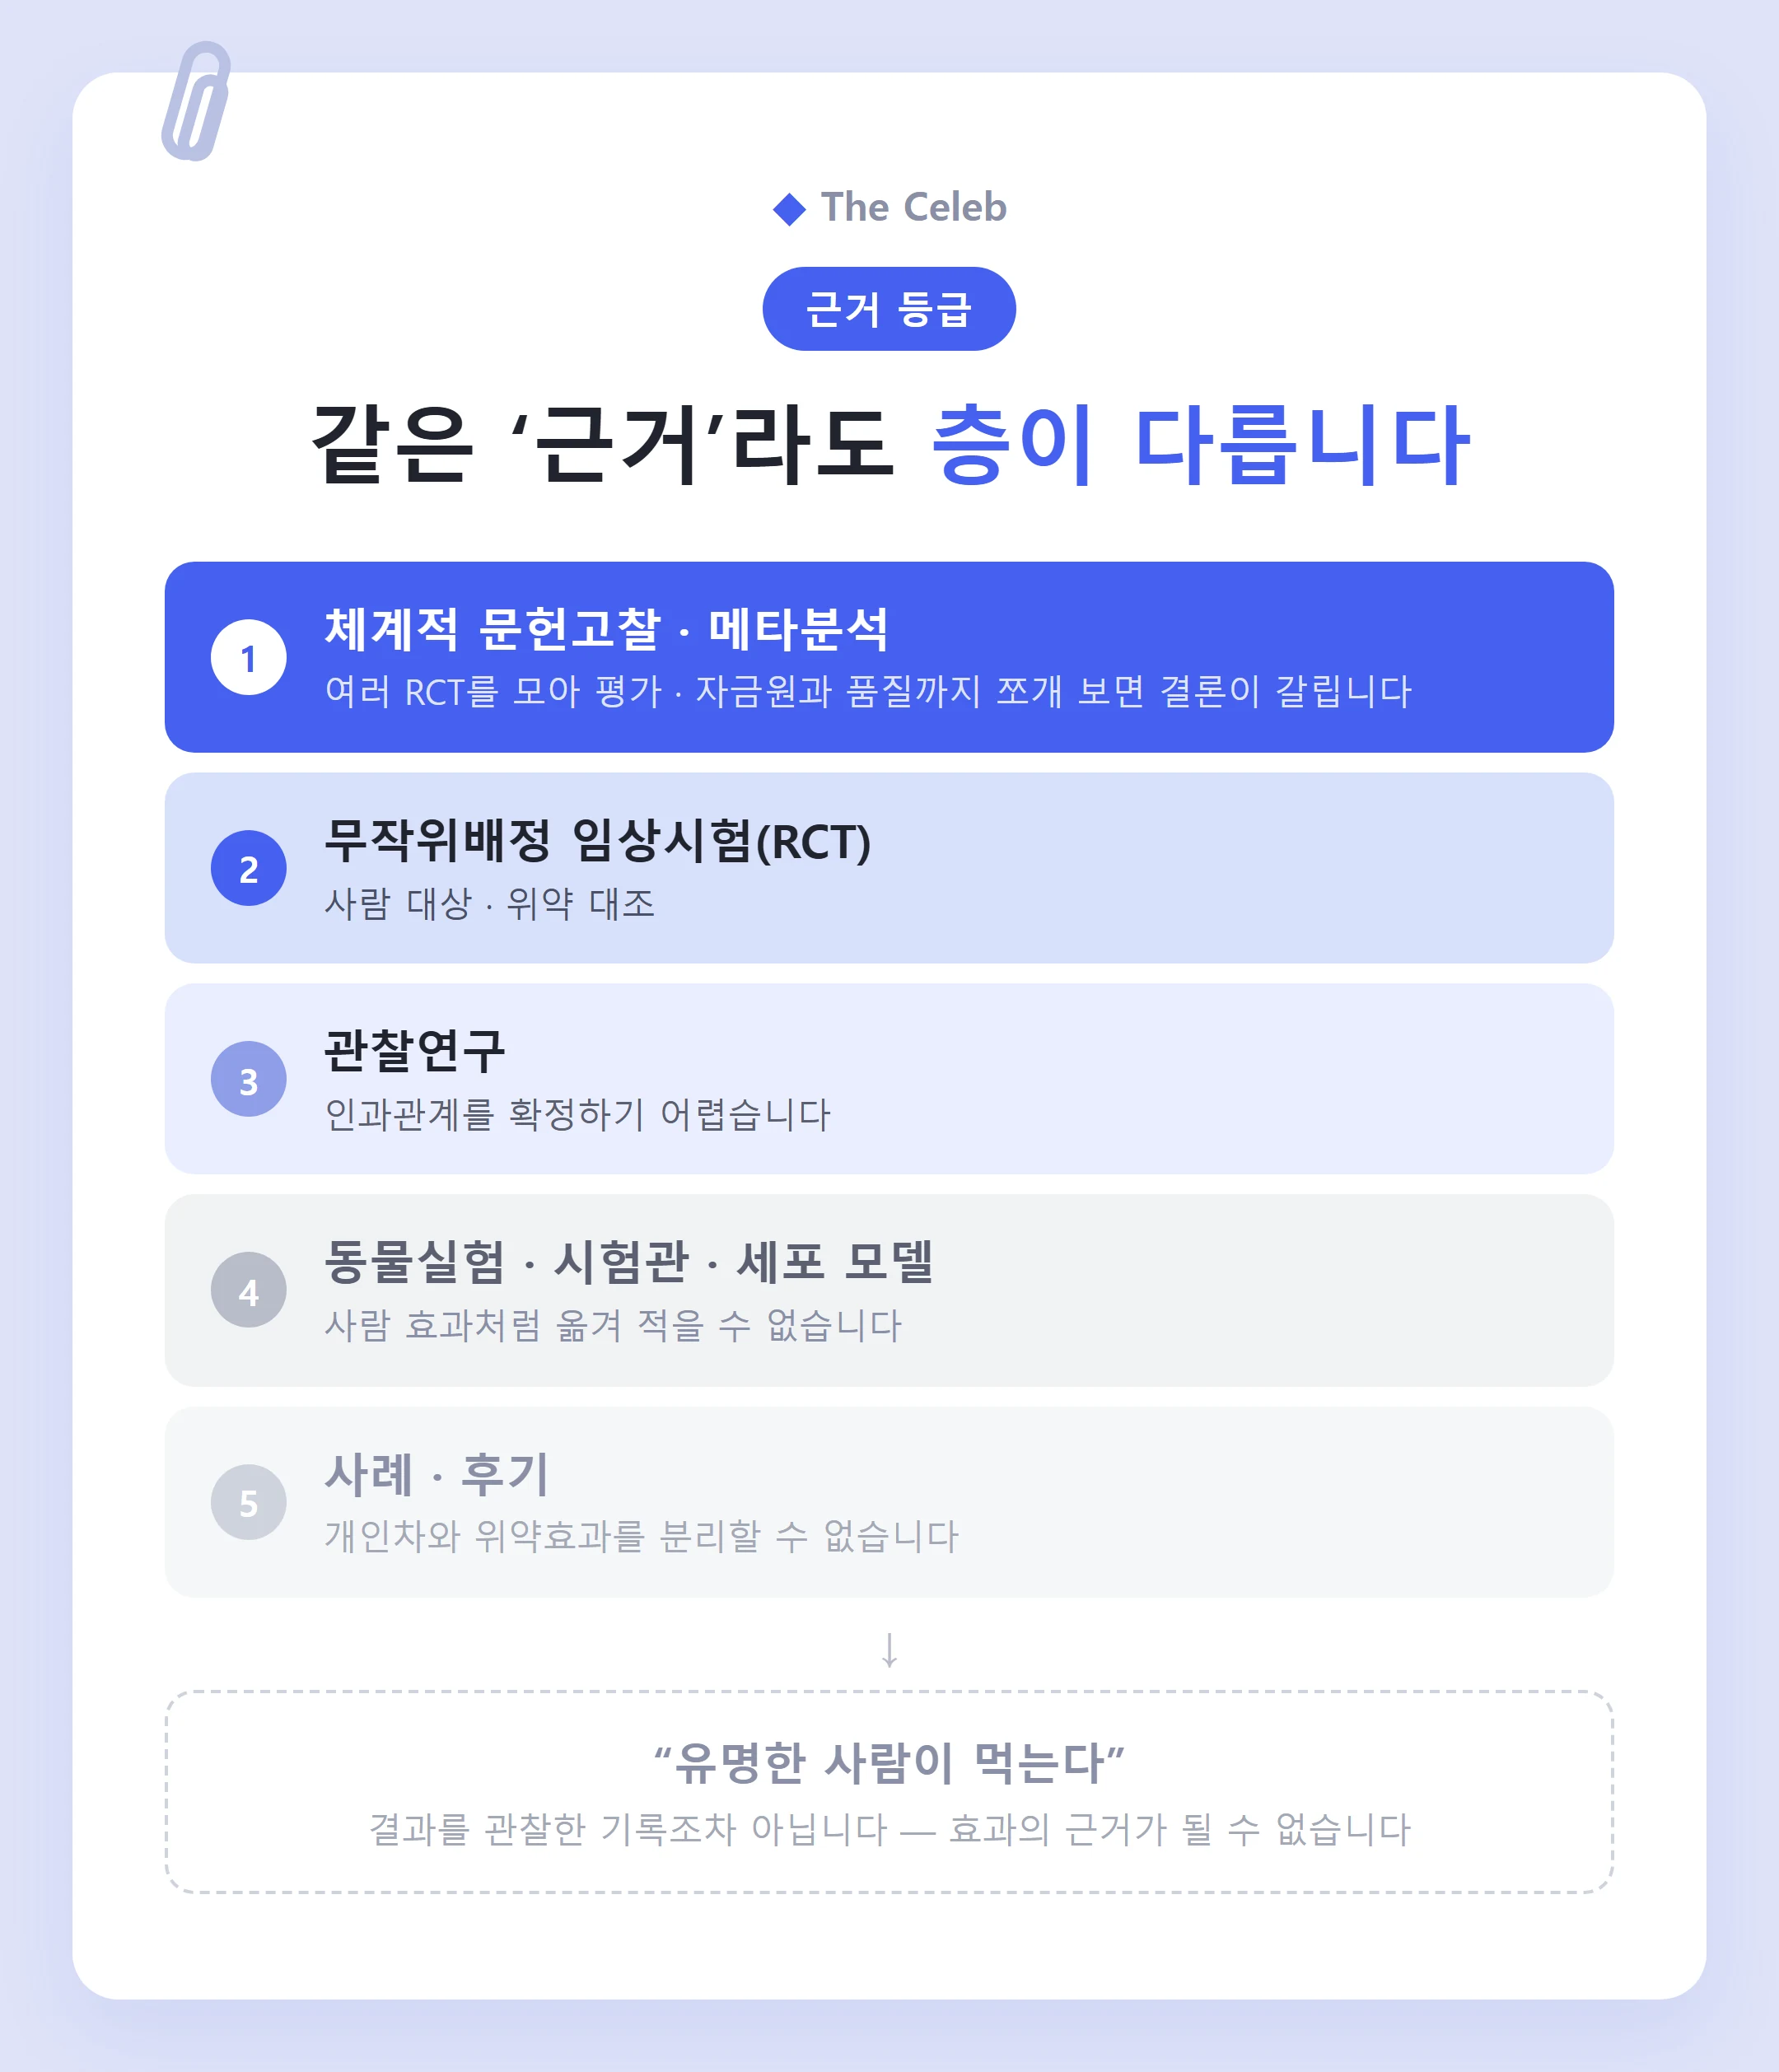 ◆ The Celeb
근거 등급
같은 ‘근거’라도 층이 다릅니다
1
체계적 문헌고찰 · 메타분석
여러 RCT를 모아 평가 · 자금원과 품질까지 쪼개 보면 결론이 갈립니다
2
무작위배정 임상시험(RCT)
사람 대상 · 위약 대조
3
관찰연구
인과관계를 확정하기 어렵습니다
4
동물실험 · 시험관 · 세포 모델
사람 효과처럼 옮겨 적을 수 없습니다
5
사례 · 후기
개인차와 위약효과를 분리할 수 없습니다
↓
“유명한 사람이 먹는다”
결과를 관찰한 기록조차 아닙니다 — 효과의 근거가 될 수 없습니다